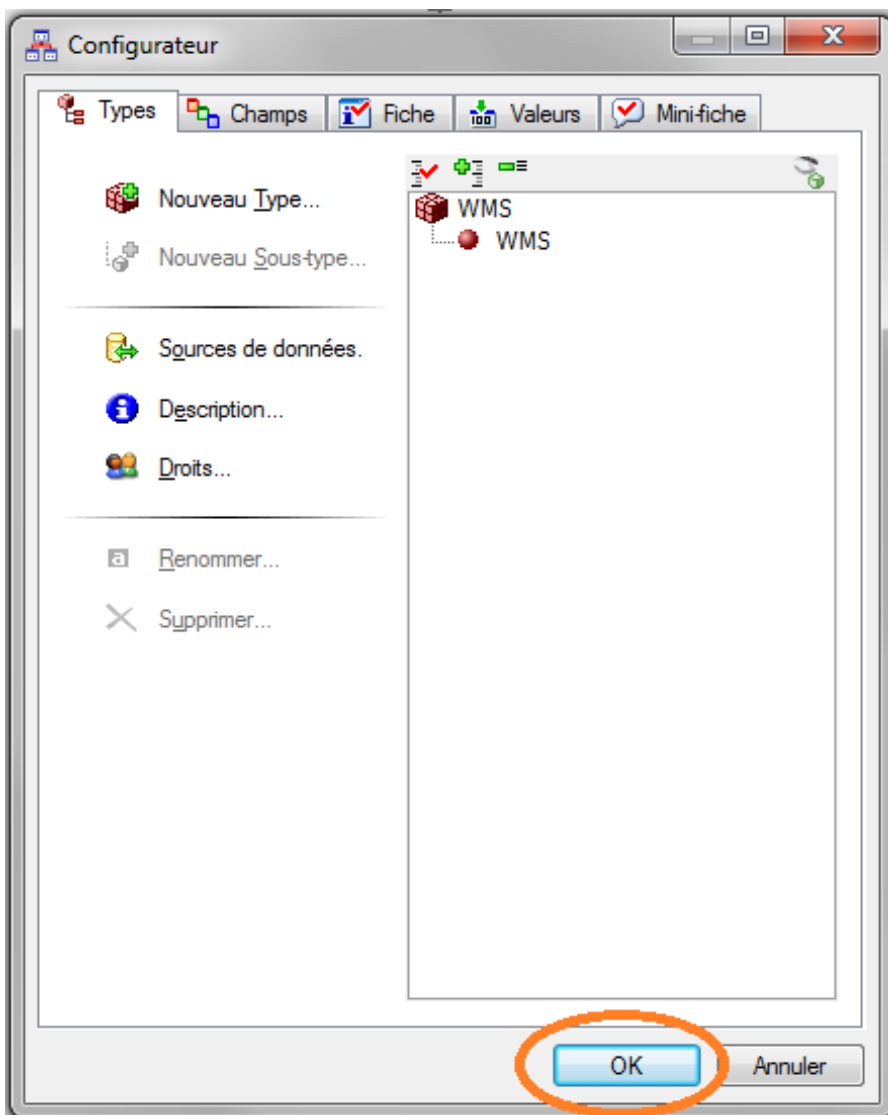 Configurateur
Types Champs Fiche Valeurs Mini-fiche
Nouveau Type...
Nouveau Sous-type...
Sources de données.
Description...
Droits...
Renommer...
Supprimer...
WMS
WMS
OK Annuler